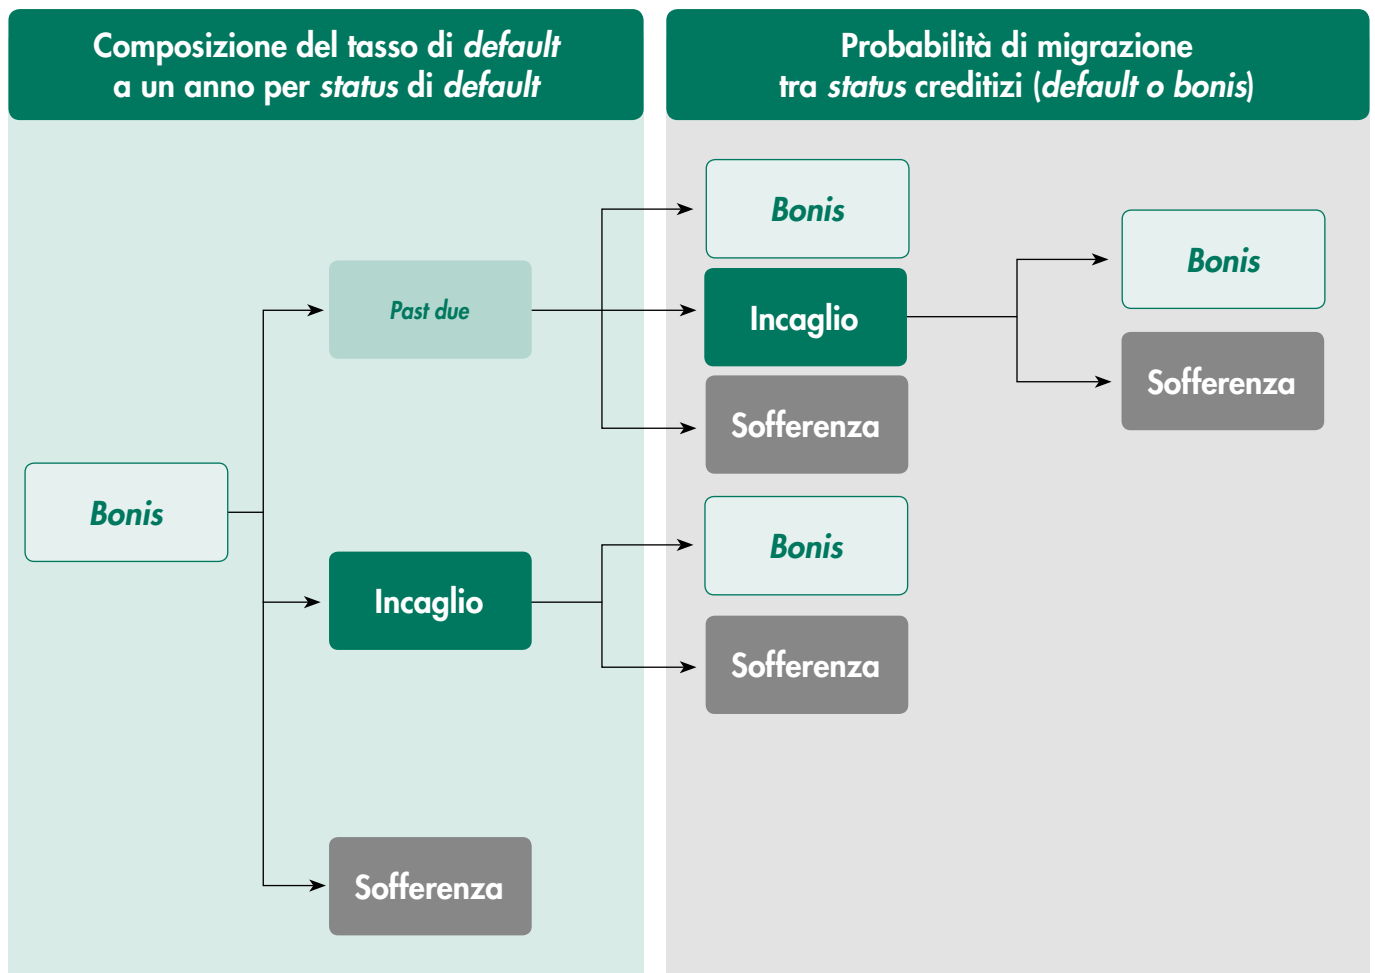 Composizione del tasso di default
a un anno per status di default
Probabilità di migrazione
tra status creditizi (default o bonis)
Bonis
Past due
Incaglio
Sofferenza
Bonis
Incaglio
Sofferenza
Bonis
Sofferenza
Bonis
Sofferenza